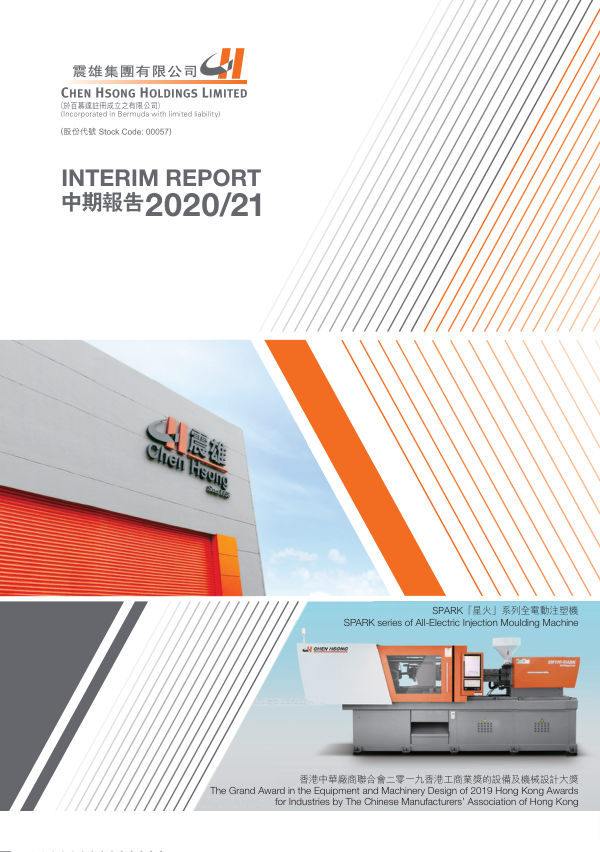 震雄集團有限公司
CHEN HSONG HOLDINGS LIMITED
(於百慕達註冊成立之有限公司)
(Incorporated in Bermuda with limited liability)
(股份代號 Stock Code: 00057)
INTERIM REPORT
中期報告2020/21
震雄
Chen Hsong
SPARK「星火」系列全電動注塑機
SPARK series of All-Electric Injection Moulding Machine
CHEN HSONG
香港中華廠商聯合會二零一九香港工商業獎的設備及機械設計大獎
The Grand Award in the Equipment and Machinery Design of 2019 Hong Kong Awards
for Industries by The Chinese Manufacturers' Association of Hong Kong